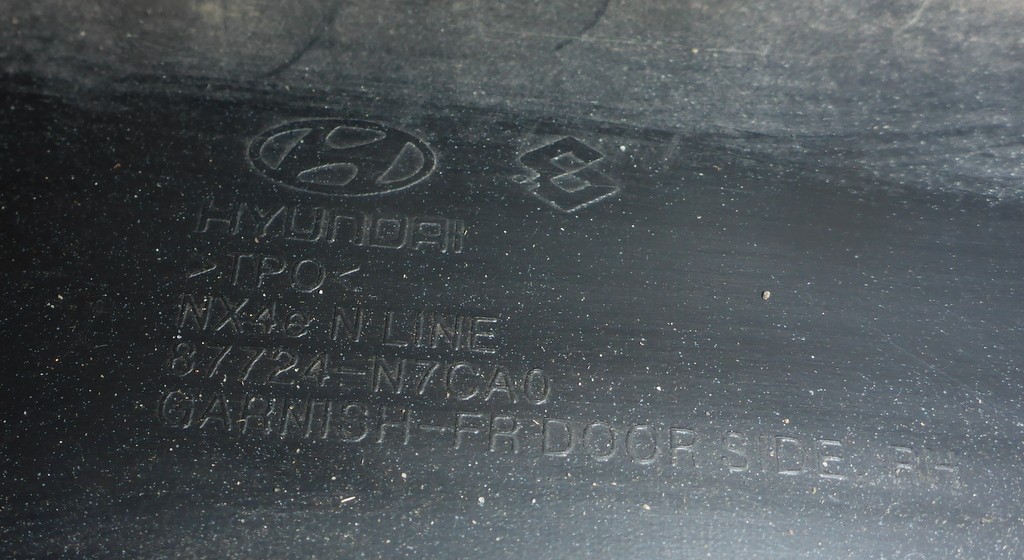 HYUNDAI
>TPO<
NX4e N LINE
87724-N7CA0
GARNISH-FR DOOR SIDE, RH